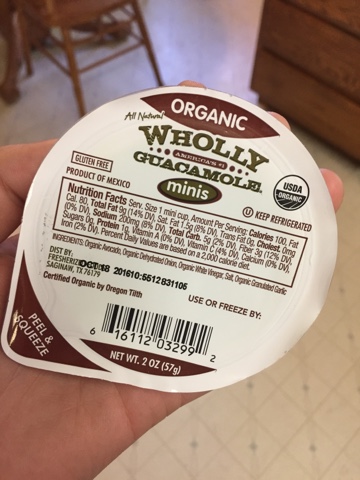 ORGANIC
All Natural
WHOLLY
AMERICA'S #1
GUACAMOLE®
minis
USDA
ORGANIC
GLUTEN FREE
PRODUCT OF MEXICO
U KEEP REFRIGERATED
Nutrition Facts Serv. Size 1 mini cup, Amount Per Serving: Calories 100, Fat
Cal. 80, Total Fat 9g (14% DV), Sat. Fat 1.5g (8% DV), Trans Fat 0g, Cholest. 0mg
(0% DV), Sodium 200mg (8% DV), Total Carb. 5g (2% DV), Fiber 3g (12% DV),
Sugars 0g, Protein 1g, Vitamin A (0% DV), Vitamin C (4% DV), Calcium (0% DV),
Iron (2% DV). Percent Daily Values are based on a 2,000 calorie diet.
INGREDIENTS: Organic Avocado, Organic Dehydrated Onion, Organic White Vinegar, Salt, Organic Granulated Garlic
DIST BY:
OCT 18 201610:5512B31105
SAGINAW, TX 76179
Certified Organic by Oregon Tilth
USE OR FREEZE BY:
6 16112 03299 2
PEEL &
SQUEEZE
NET WT. 2 OZ (57g)